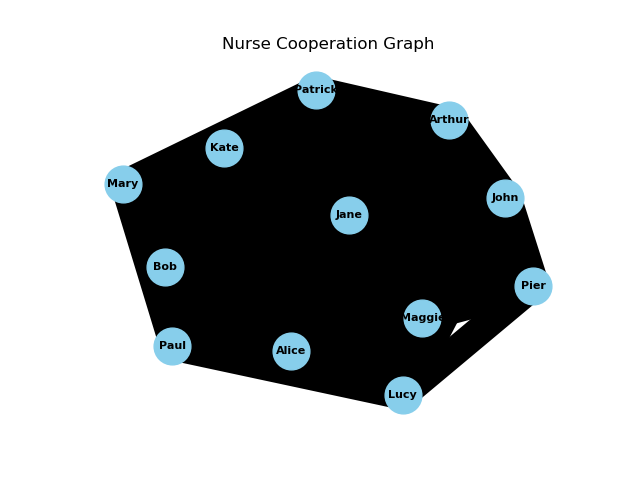 Nurse Cooperation Graph
Patrick
Arthur
Kate
Mary
John
Jane
Bob
Pier
Maggie
Paul
Alice
Lucy